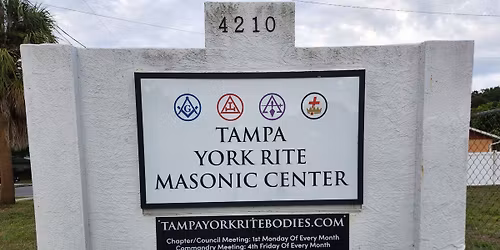 4210
G
TAMPA
YORK RITE
MASONIC CENTER
TAMPAYORKRITEBODIES.COM
Chapter/Council Meeting: 1st Monday Of Every Month
Commandry Meeting: 4th Friday Of Every Month